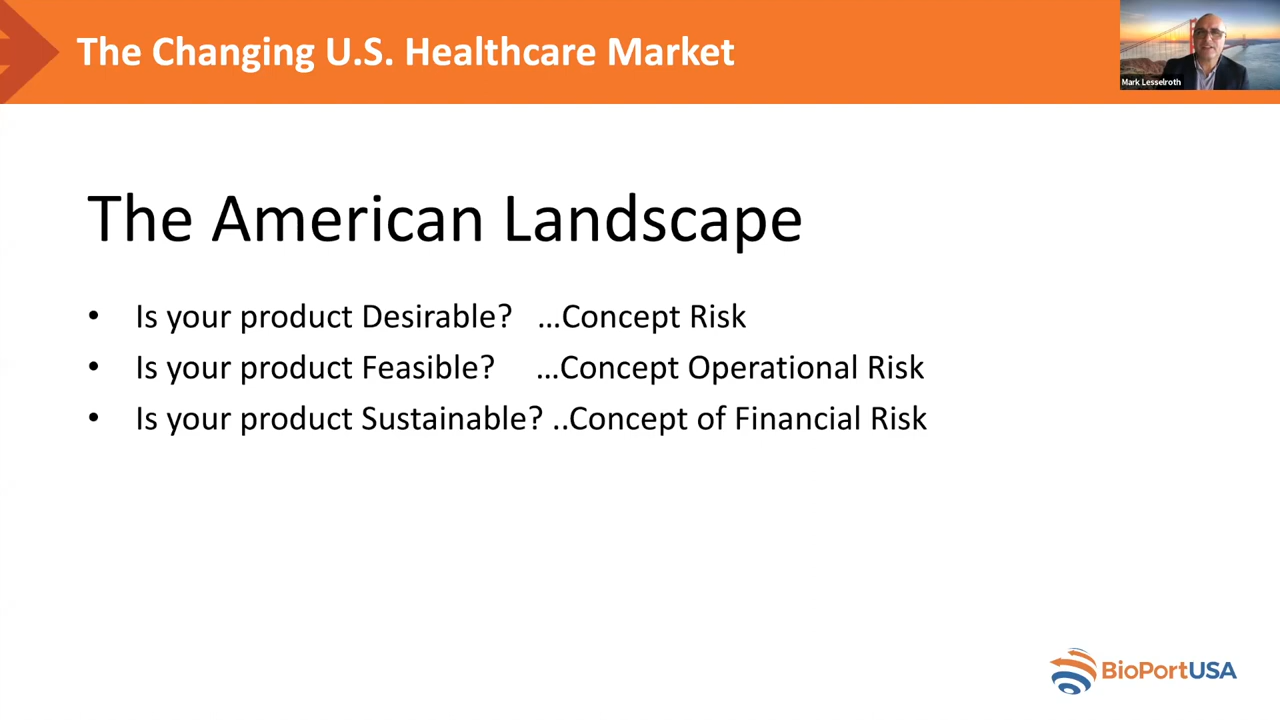 The Changing U.S. Healthcare Market
Mark Lesselroth
The American Landscape
• Is your product Desirable? ...Concept Risk
• Is your product Feasible? ...Concept Operational Risk
• Is your product Sustainable? ..Concept of Financial Risk
BioPortUSA